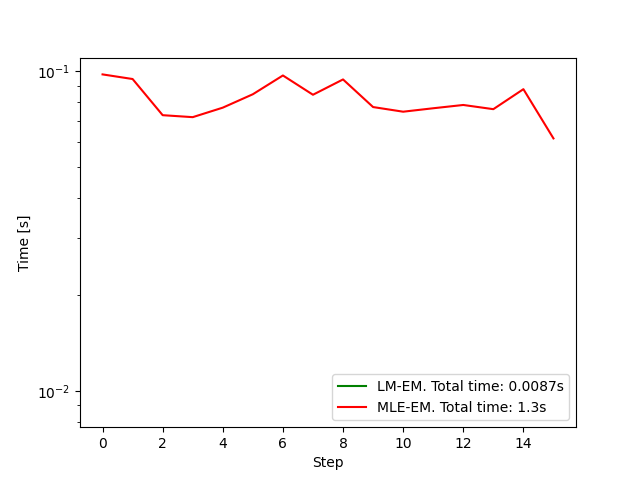 10⁻¹
10⁻²
Time [s]
0 2 4 6 8 10 12 14
Step
LM-EM. Total time: 0.0087s
MLE-EM. Total time: 1.3s